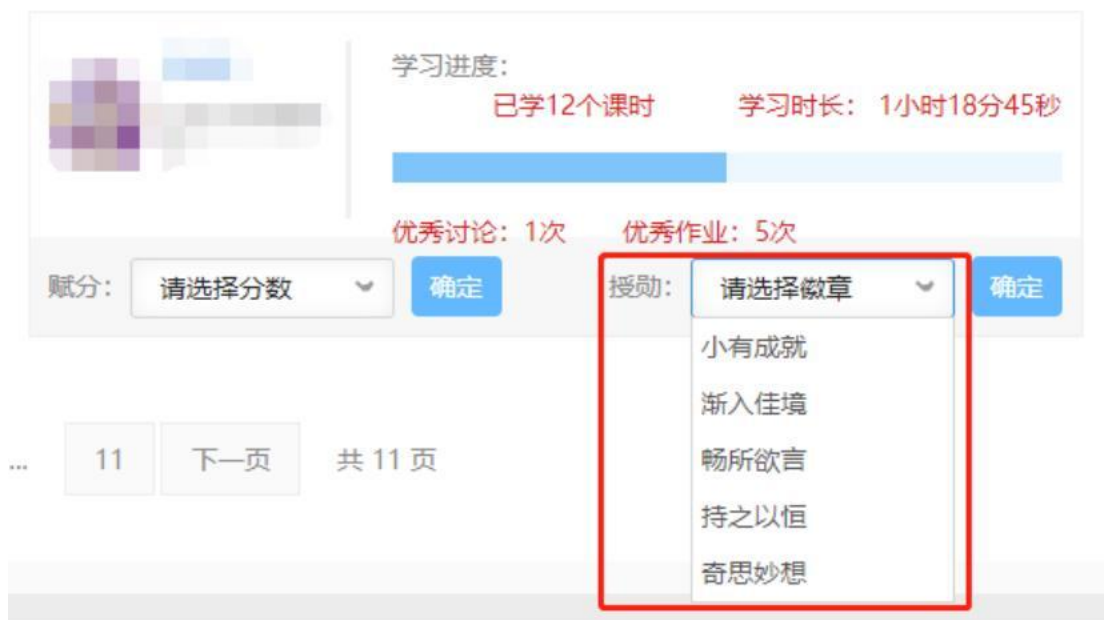 学习进度：
已学12个课时 学习时长： 1小时18分45秒
优秀讨论：1次 优秀作业：5次
赋分： 请选择分数 确定 授勋： 请选择徽章 确定
小有成就
渐入佳境
畅所欲言
持之以恒
奇思妙想
... 11 下一页 共 11 页